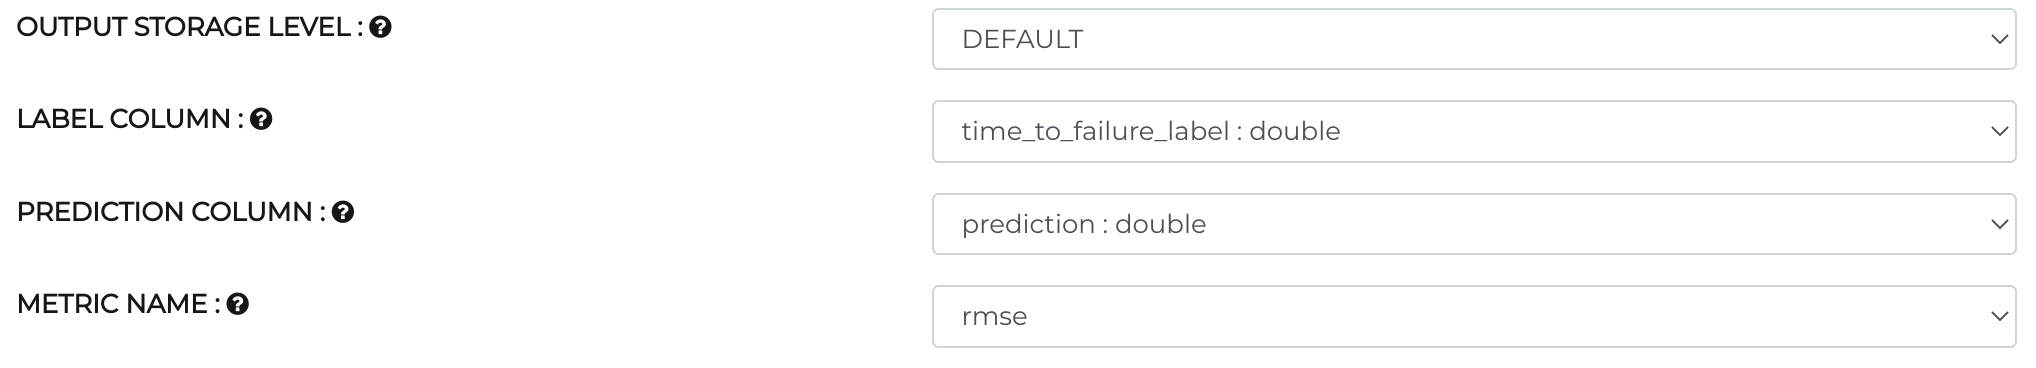 OUTPUT STORAGE LEVEL :
DEFAULT
LABEL COLUMN :
time_to_failure_label : double
PREDICTION COLUMN :
prediction : double
METRIC NAME :
rmse